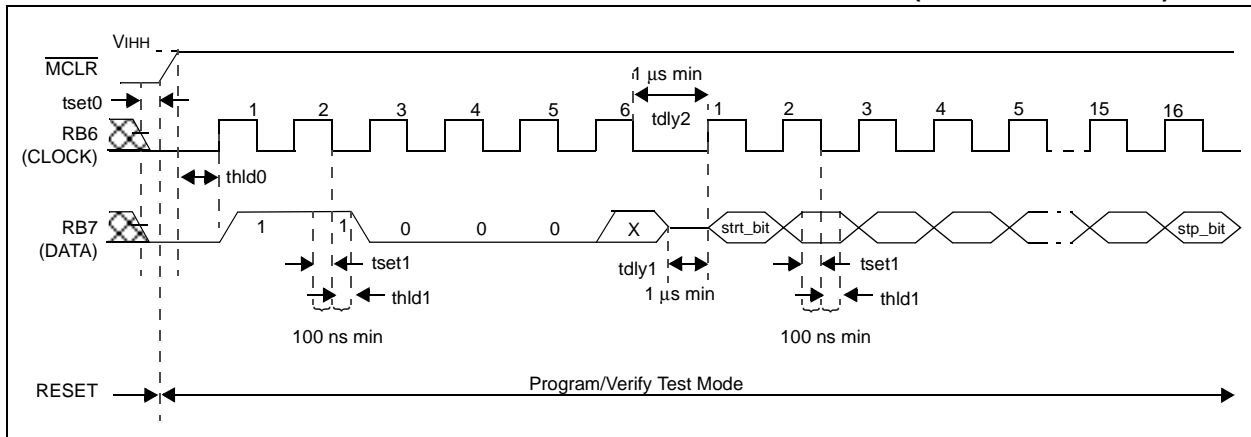 VIHH
MCLR
1 μs min
tset0
1 2 3 4 5 6 1 2 3 4 5 15 16
tdly2
RB6
(CLOCK)
thld0
RB7
(DATA)
1 1 0 0 0 X strt_bit stp_bit
tset1 tdly1 tset1
thld1 1 μs min thld1
100 ns min 100 ns min
RESET Program/Verify Test Mode